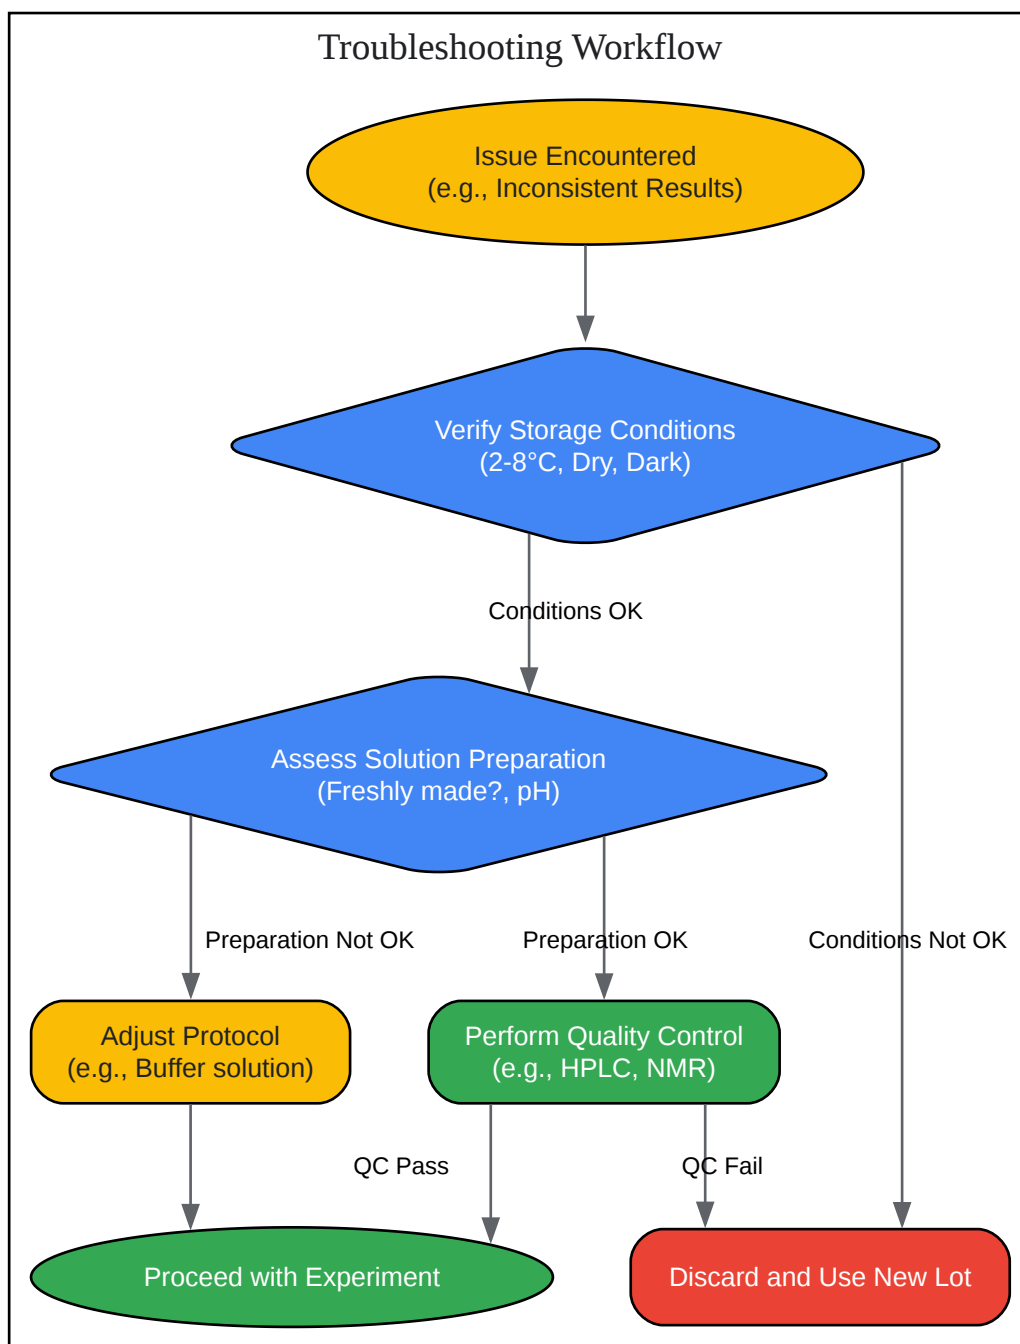 Troubleshooting Workflow
Issue Encountered
(e.g., Inconsistent Results)
Verify Storage Conditions
(2-8°C, Dry, Dark)
Conditions OK
Assess Solution Preparation
(Freshly made?, pH)
Preparation Not OK
Preparation OK
Conditions Not OK
Adjust Protocol
(e.g., Buffer solution)
Perform Quality Control
(e.g., HPLC, NMR)
QC Pass
QC Fail
Proceed with Experiment
Discard and Use New Lot